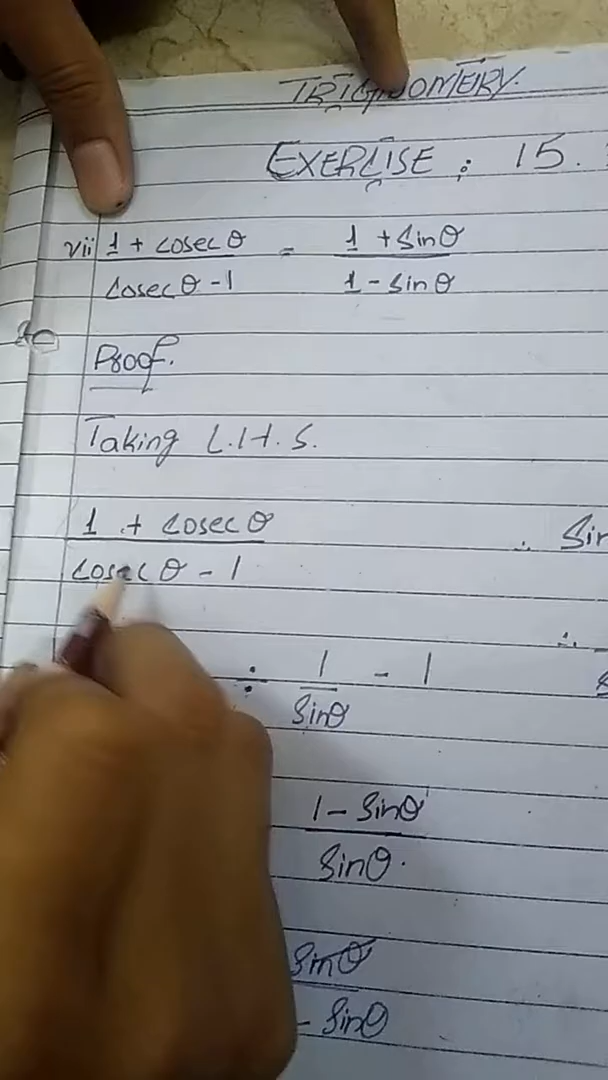 TRIGNOMETRY.
EXERCISE : 15.
vii 1 + cosec θ / cosec θ - 1 = 1 + sin θ / 1 - sin θ
Proof.
Taking L.H.S.
1 + cosec θ
cosec θ - 1
∴ Sin
÷ 1 / sin θ - 1
∴
1 - sin θ
sin θ.
sin θ
- sin θ